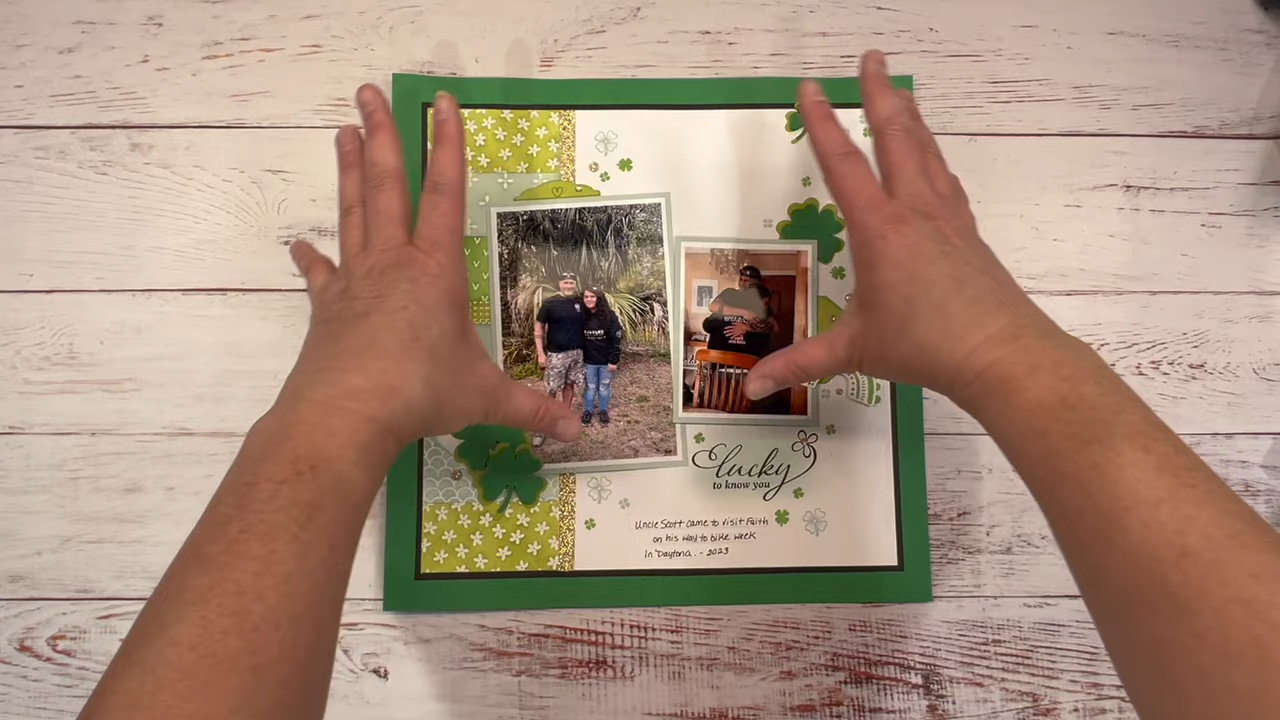 lucky
to know you
Uncle Scott came to visit Faith
on his way to bike week
In Daytona. - 2023